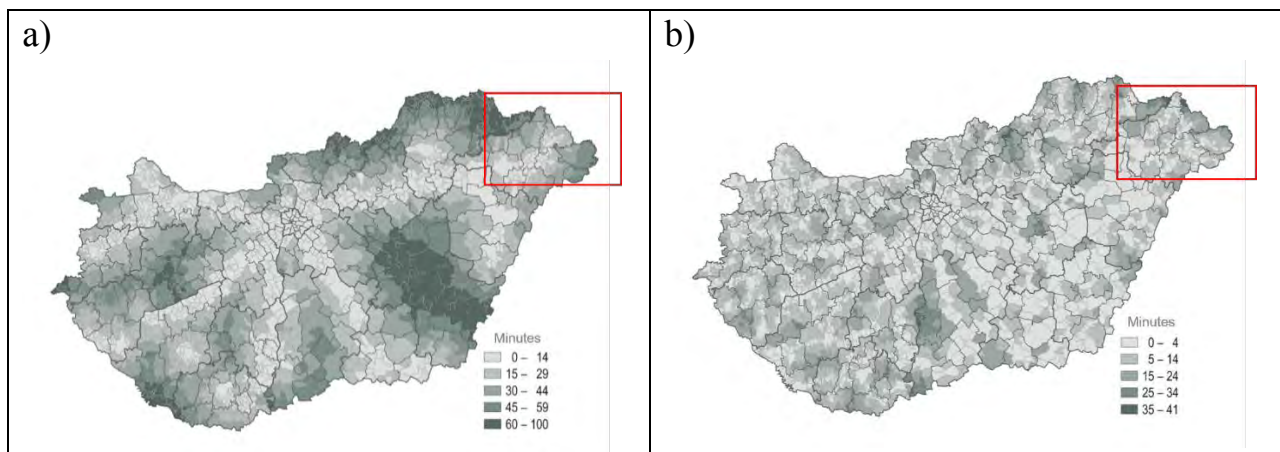 a)
Minutes
0 – 14
15 – 29
30 – 44
45 – 59
60 – 100
b)
Minutes
0 – 4
5 – 14
15 – 24
25 – 34
35 – 41